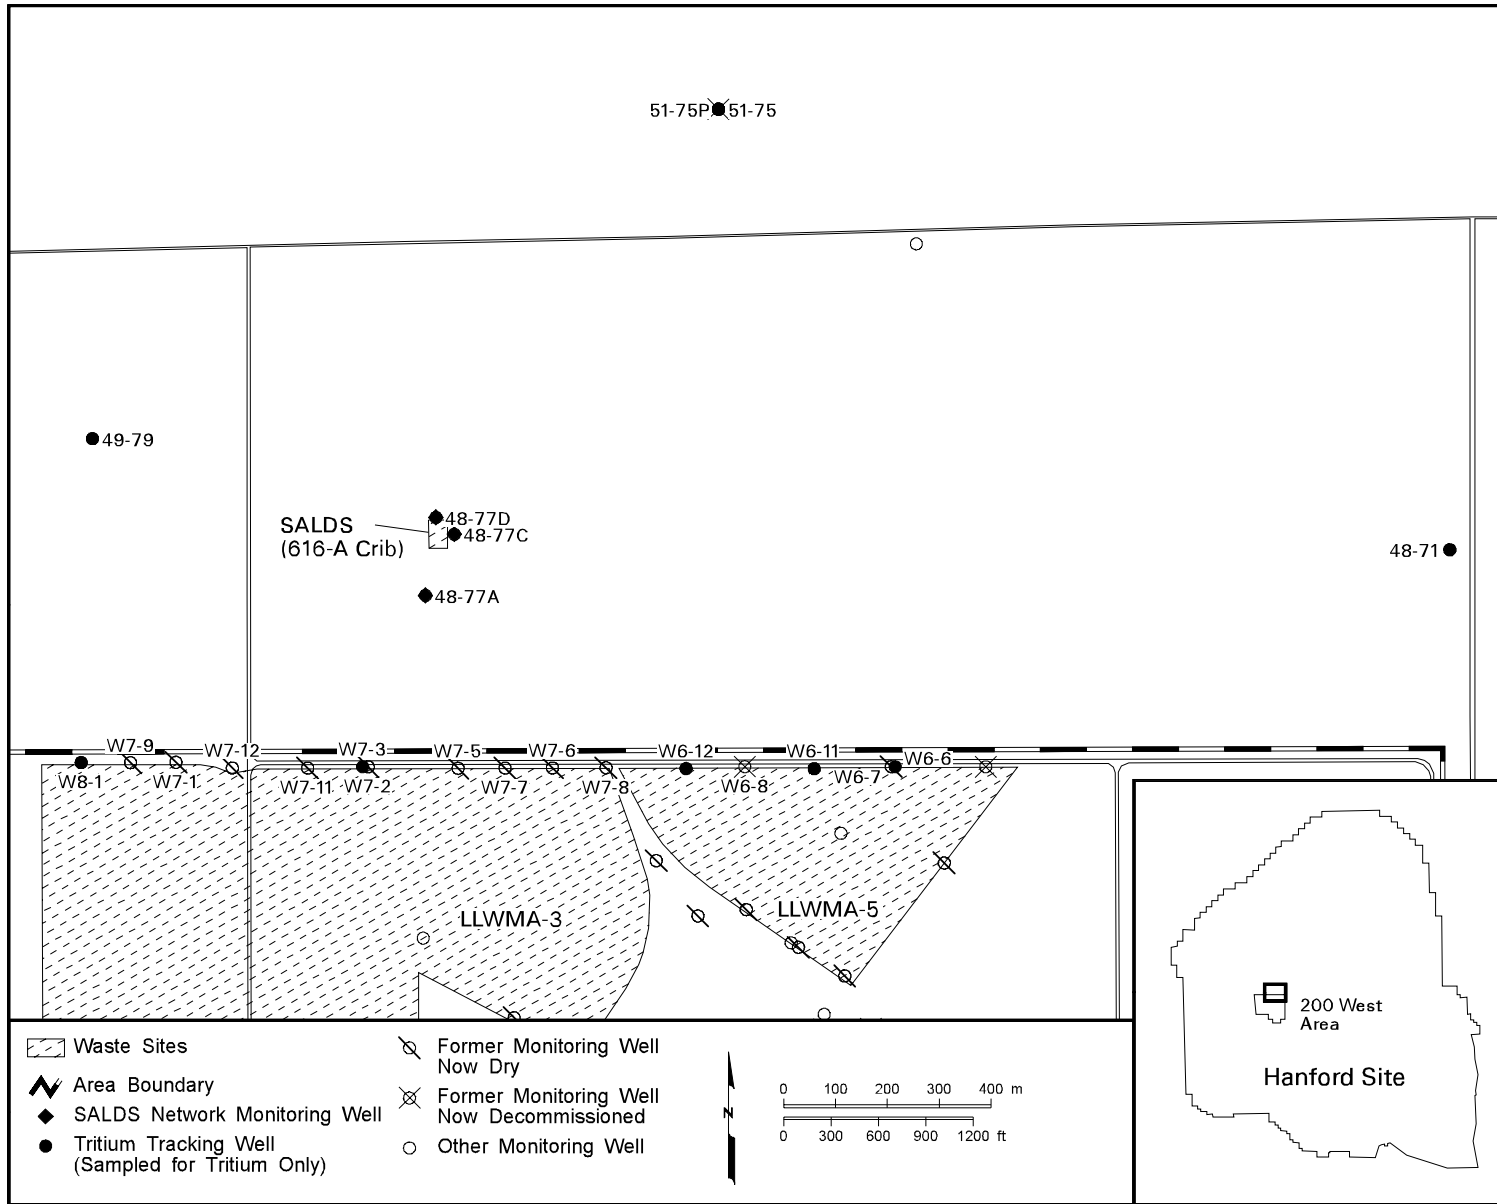 51-75P 51-75
49-79
SALDS
(616-A Crib)
48-77D
48-77C
48-71
48-77A
W7-9
W7-12
W7-3
W7-5
W7-6
W6-12
W6-11
W6-6
W8-1
W7-1
W7-11
W7-2
W7-7
W7-8
W6-8
W6-7
LLWMA-3
LLWMA-5
Waste Sites
Area Boundary
SALDS Network Monitoring Well
Tritium Tracking Well
(Sampled for Tritium Only)
Former Monitoring Well
Now Dry
Former Monitoring Well
Now Decommissioned
Other Monitoring Well
N
0 100 200 300 400 m
0 300 600 900 1200 ft
200 West
Area
Hanford Site